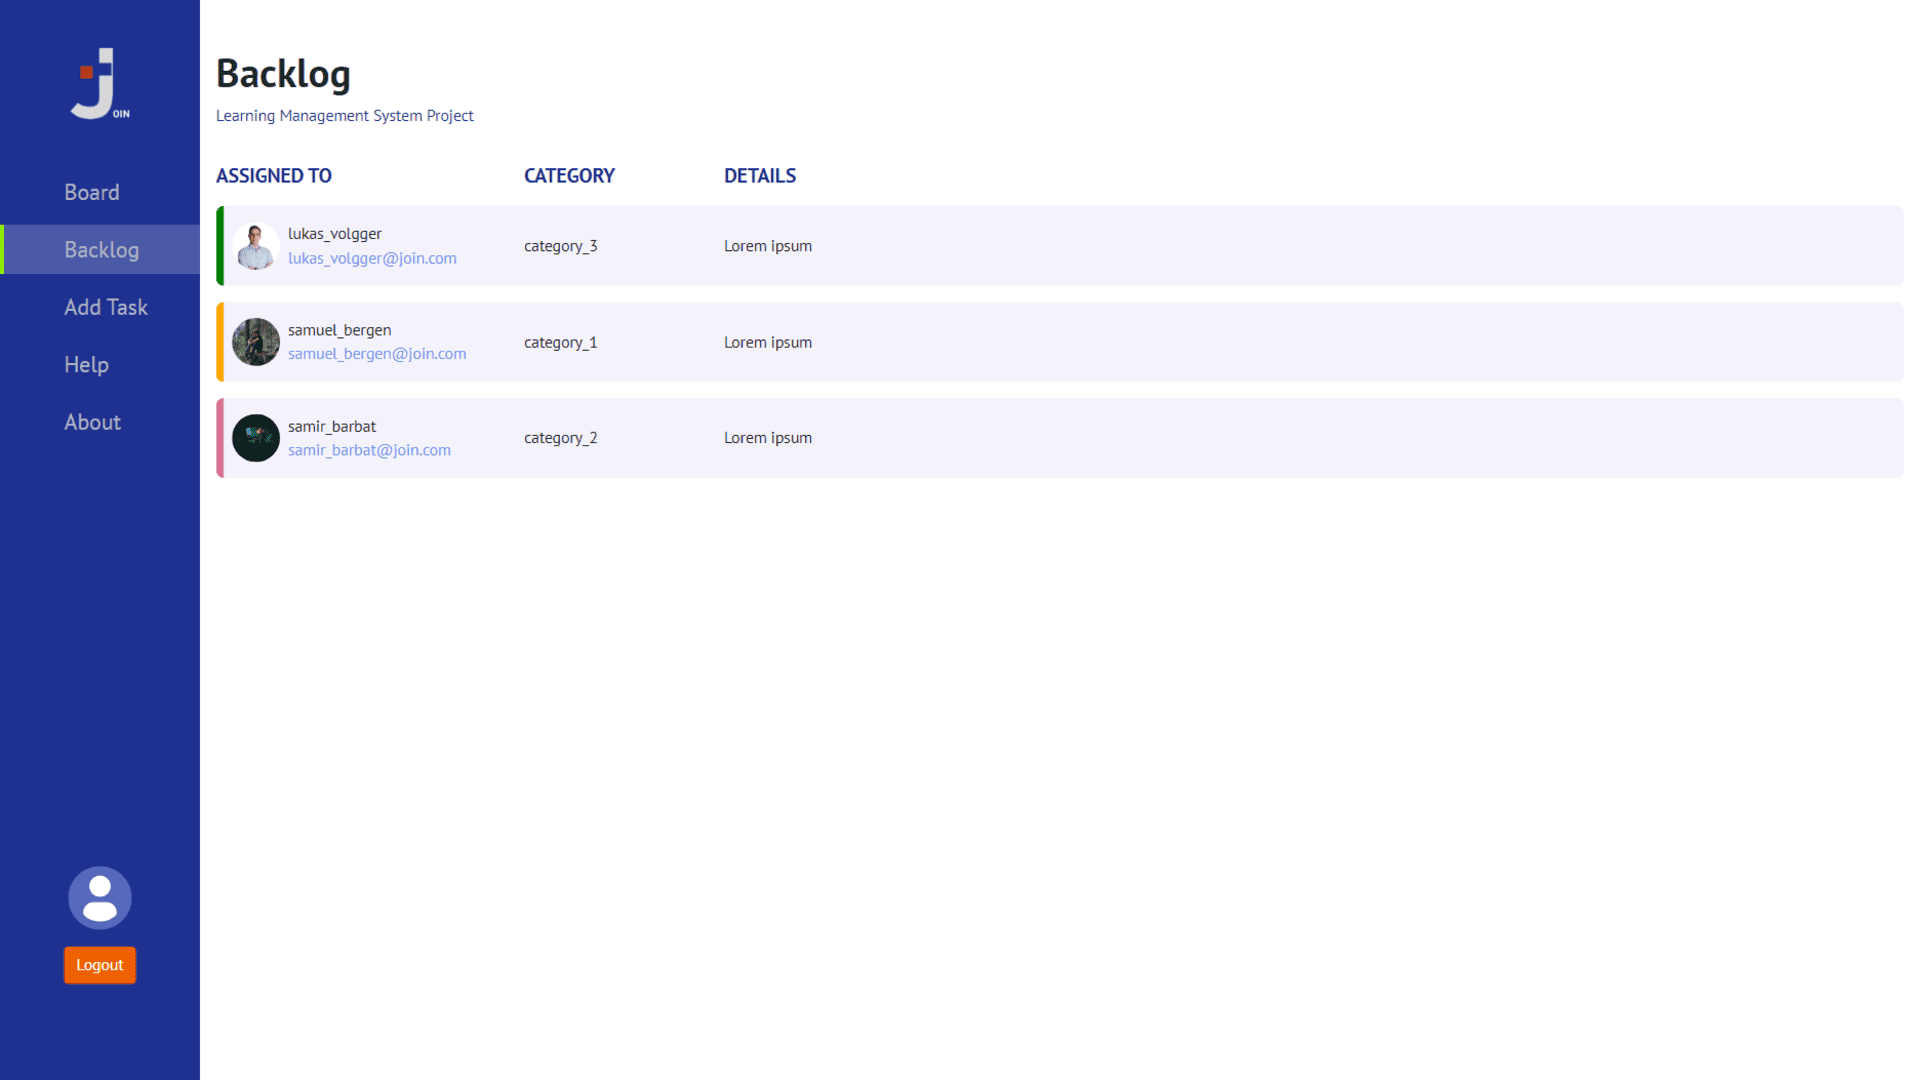 OIN
Board
Backlog
Add Task
Help
About
Logout
Backlog
Learning Management System Project
ASSIGNED TO CATEGORY DETAILS
lukas_volgger
lukas_volgger@join.com
category_3
Lorem ipsum
samuel_bergen
samuel_bergen@join.com
category_1
Lorem ipsum
samir_barbat
samir_barbat@join.com
category_2
Lorem ipsum